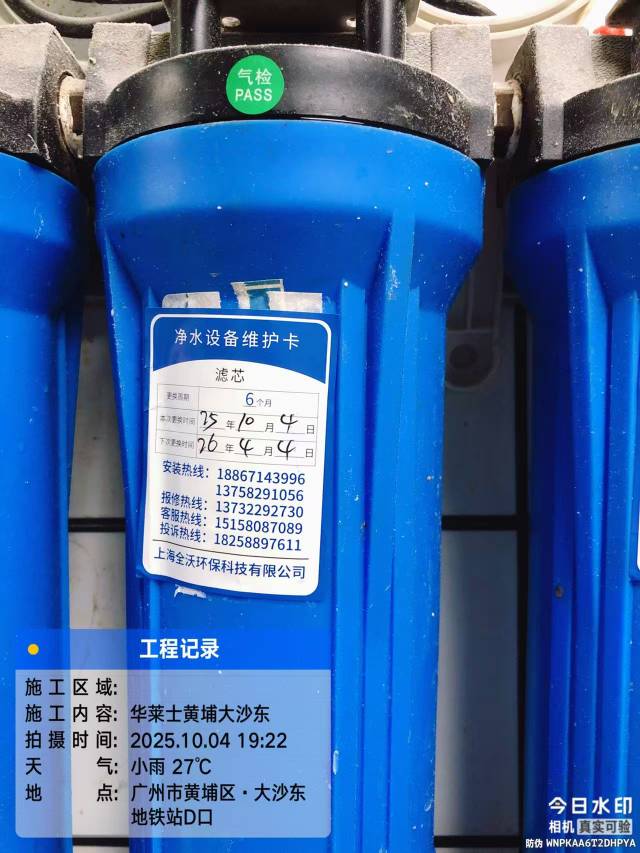 气检
PASS
净水设备维护卡
滤芯
更换周期 6个月
本次更换时间 25年10月4日
下次更换时间 26年4月4日
安装热线：18867143996
13758291056
报修热线：13732292730
客服热线：15158087089
投诉热线：18258897611
上海全沃环保科技有限公司
工程记录
施工区域:
施工内容: 华莱士黄埔大沙东
拍摄时间: 2025.10.04 19:22
天气: 小雨 27℃
地点: 广州市黄埔区·大沙东
地铁站D口
今日水印
相机 真实可验
防伪 WNPKAA6T2DHPYA